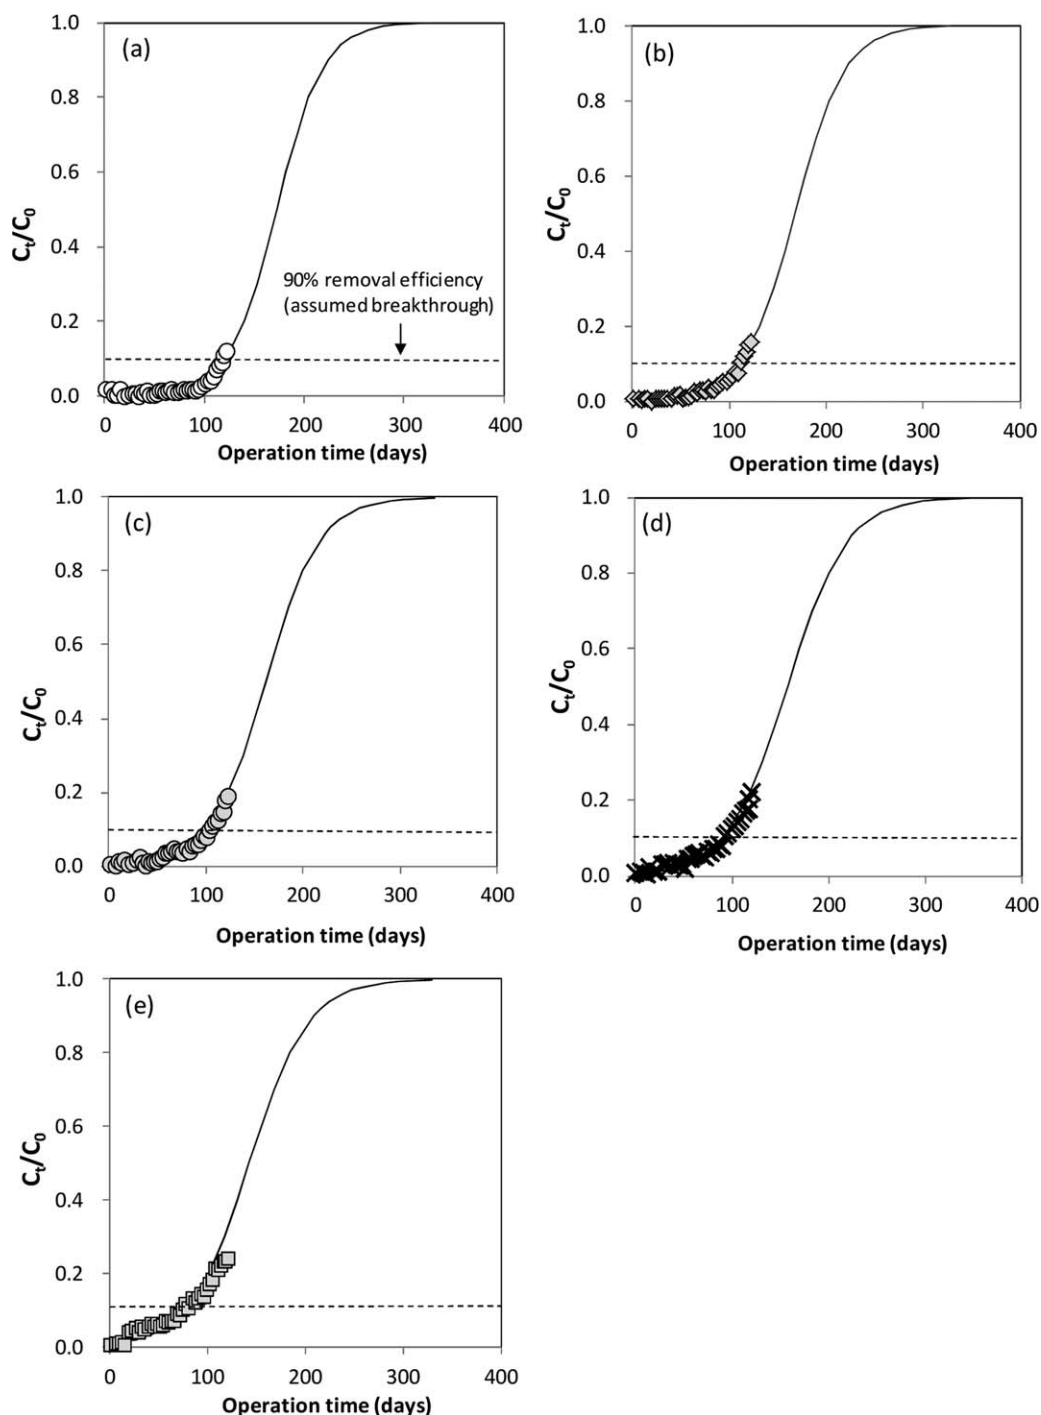 (a)
1.0
0.8
0.6
0.4
0.2
0.0
Cₜ/C₀
90% removal efficiency
(assumed breakthrough)
0 100 200 300 400
Operation time (days)
(b)
1.0
0.8
0.6
0.4
0.2
0.0
Cₜ/C₀
0 100 200 300 400
Operation time (days)
(c)
1.0
0.8
0.6
0.4
0.2
0.0
Cₜ/C₀
0 100 200 300 400
Operation time (days)
(d)
1.0
0.8
0.6
0.4
0.2
0.0
Cₜ/C₀
0 100 200 300 400
Operation time (days)
(e)
1.0
0.8
0.6
0.4
0.2
0.0
Cₜ/C₀
0 100 200 300 400
Operation time (days)